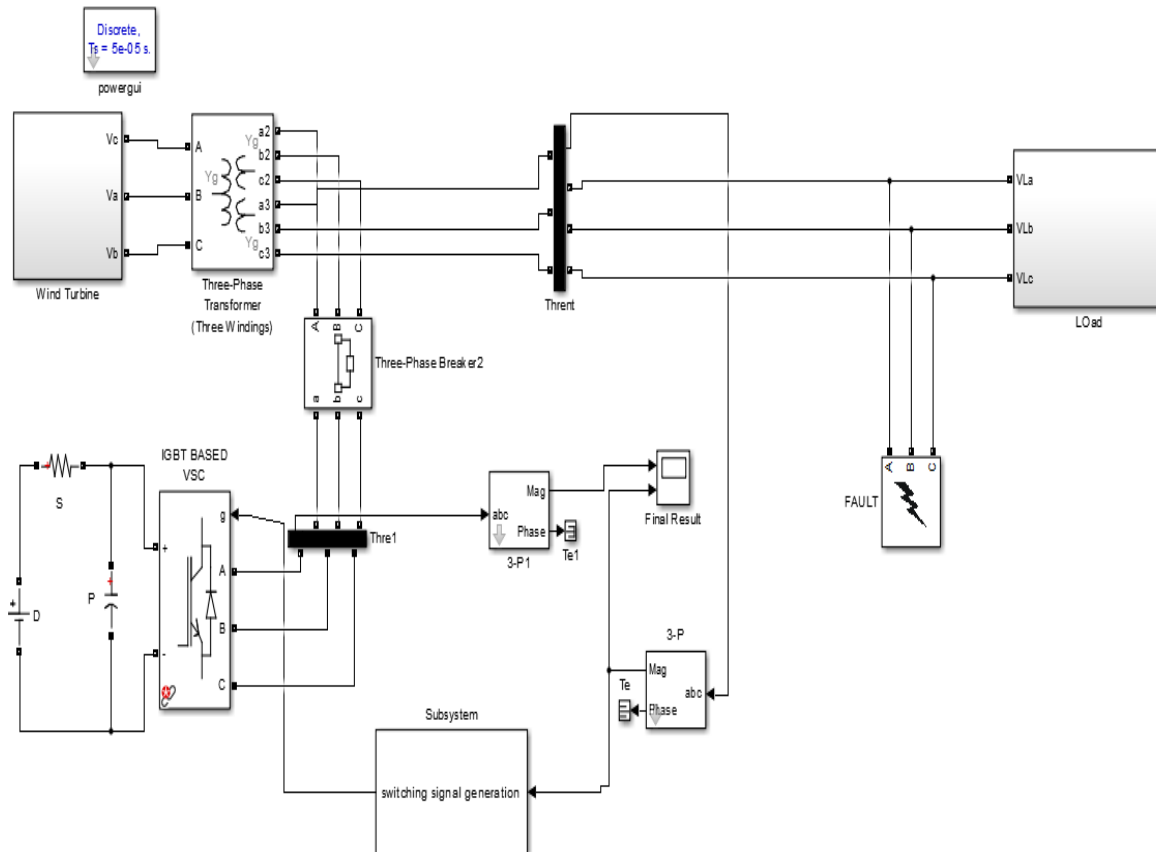 Discrete,
Ts = 5e-05 s.
powergui
Vc
Va
Vb
Wind Turbine
A
B
C
Yg
Yg
Yg
a2
b2
c2
a3
b3
c3
Three-Phase
Transformer
(Three Windings)
Thrent
VLa
VLb
VLc
LOad
A B C
a b c
Three-Phase Breaker2
A B C
FAULT
S
D
P
IGBT BASED
VSC
g
+
-
A
B
C
Thre1
abc
Mag
Phase
3-P1
Te1
Final Result
3-P
Mag
abc
Phase
Te
Subsystem
switching signal generation